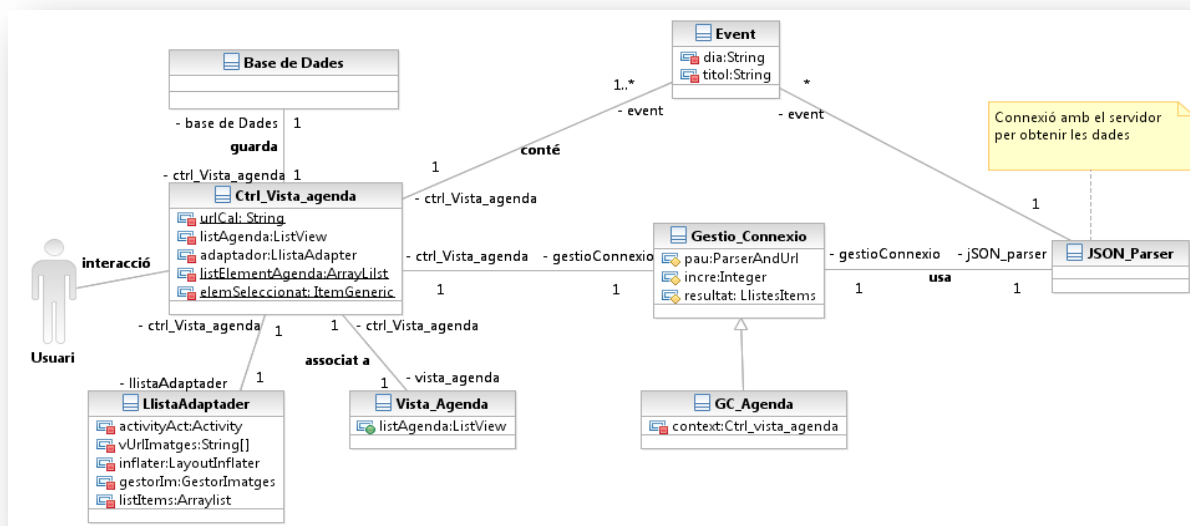 Event
dia:String
titol:String
Base de Dades
1..*
*
- event
- event
Connexió amb el servidor
per obtenir les dades
- base de Dades
1
guarda
conté
- ctrl_Vista_agenda
1
1
- ctrl_Vista_agenda
1
Ctrl_Vista_agenda
urlCal: String
listAgenda:ListView
adaptador:LlistaAdapter
listElementAgenda:ArrayLilst
elemSeleccionat: ItemGeneric
interacció
Usuari
- ctrl_Vista_agenda
- gestioConnexio
1
1
Gestio_Connexio
pau:ParserAndUrl
incre:Integer
resultat: LlistesItems
- gestioConnexio
- jSON_parser
usa
1
1
JSON_Parser
- ctrl_Vista_agenda
1
1
- ctrl_Vista_agenda
associat a
- llistaAdaptader
1
1
- vista_agenda
LlistaAdaptader
activityAct:Activity
vUrlImatges:String[]
inflater:LayoutInflater
gestorIm:GestorImatges
listItems:Arraylist
Vista_Agenda
listAgenda:ListView
GC_Agenda
context:Ctrl_vista_agenda